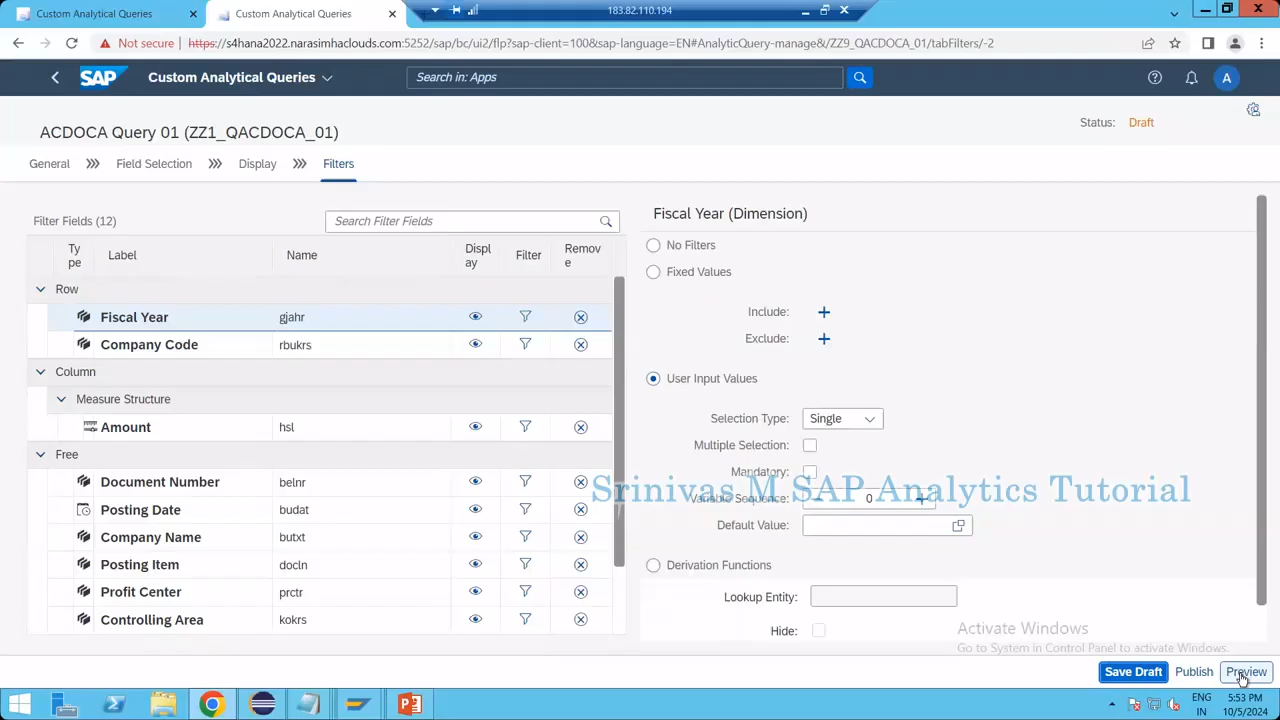 Custom Analytical Queries
Custom Analytical Queries
183.82.110.194
Not secure https://s4hana2022.narasimhaclouds.com:5252/sap/bc/ui2/flp?sap-client=100&sap-language=EN#AnalyticQuery-manage&/ZZ9_QACDOCA_01/tabFilters/-2
SAP Custom Analytical Queries Search in: Apps A
ACDOCA Query 01 (ZZ1_QACDOCA_01)
Status: Draft
General Field Selection Display Filters
Filter Fields (12) Search Filter Fields
Ty
pe
Label
Name
Displ
ay
Filter
Remov
e
Row
Fiscal Year gjahr
Company Code rbukrs
Column
Measure Structure
Amount hsl
Free
Document Number belnr
Posting Date budat
Company Name butxt
Posting Item docln
Profit Center prctr
Controlling Area kokrs
Fiscal Year (Dimension)
No Filters
Fixed Values
Include:
Exclude:
User Input Values
Selection Type: Single
Multiple Selection:
Mandatory:
Variable Sequence: 0
Default Value:
Derivation Functions
Lookup Entity:
Hide:
Srinivas M SAP Analytics Tutorial
Activate Windows
Go to System in Control Panel to activate Windows.
Save Draft Publish Preview
ENG
IN
5:53 PM
10/5/2024